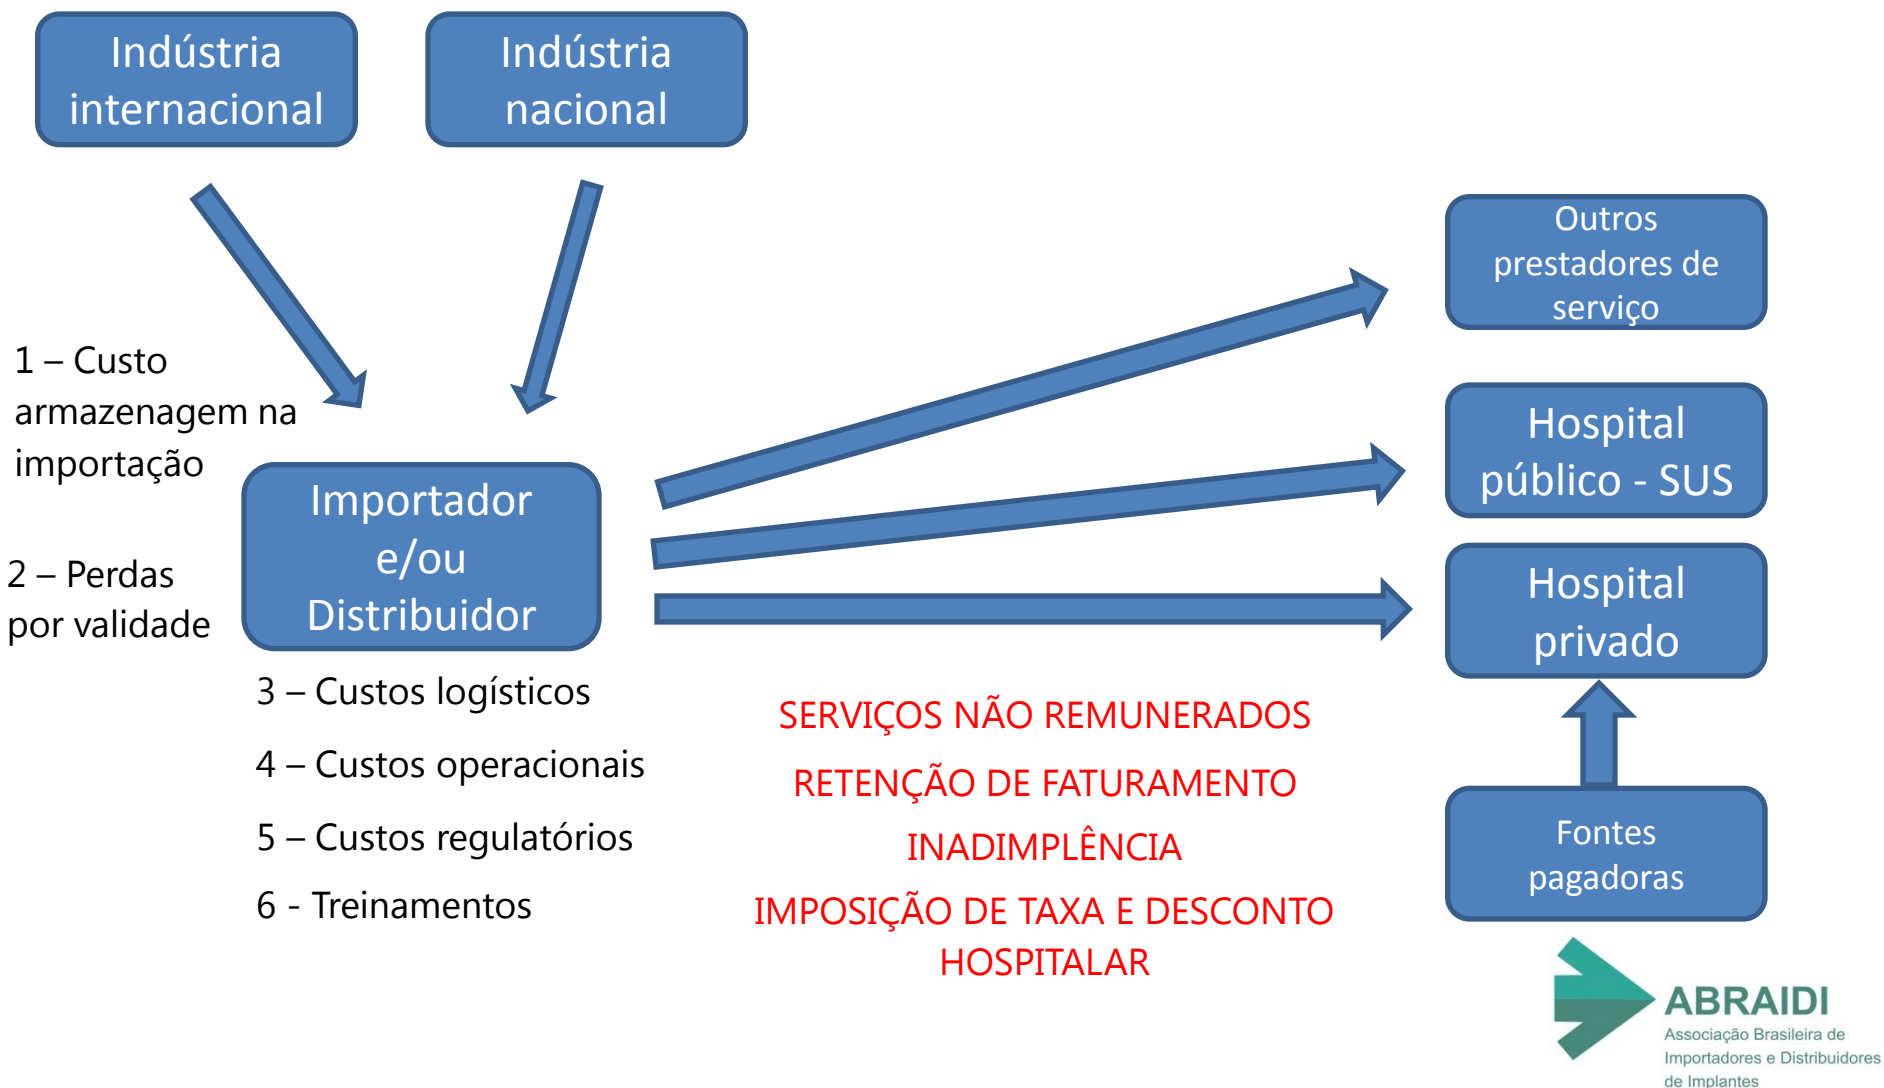 Indústria
internacional
Indústria
nacional
Outros
prestadores de
serviço
1 – Custo
armazenagem na
importação
Hospital
público - SUS
Importador
e/ou
Distribuidor
2 – Perdas
por validade
Hospital
privado
3 – Custos logísticos
4 – Custos operacionais
5 – Custos regulatórios
6 - Treinamentos
SERVIÇOS NÃO REMUNERADOS
RETENÇÃO DE FATURAMENTO
INADIMPLÊNCIA
IMPOSIÇÃO DE TAXA E DESCONTO
HOSPITALAR
Fontes
pagadoras
ABRAIDI
Associação Brasileira de
Importadores e Distribuidores
de Implantes